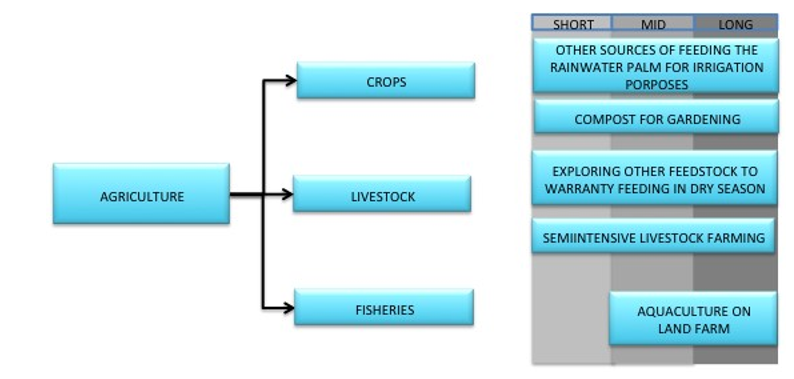 SHORT MID LONG
OTHER SOURCES OF FEEDING THE
RAINWATER PALM FOR IRRIGATION
PORPOSES
CROPS
COMPOST FOR GARDENING
AGRICULTURE
LIVESTOCK
EXPLORING OTHER FEEDSTOCK TO
WARRANTY FEEDING IN DRY SEASON
SEMIINTENSIVE LIVESTOCK FARMING
FISHERIES
AQUACULTURE ON
LAND FARM